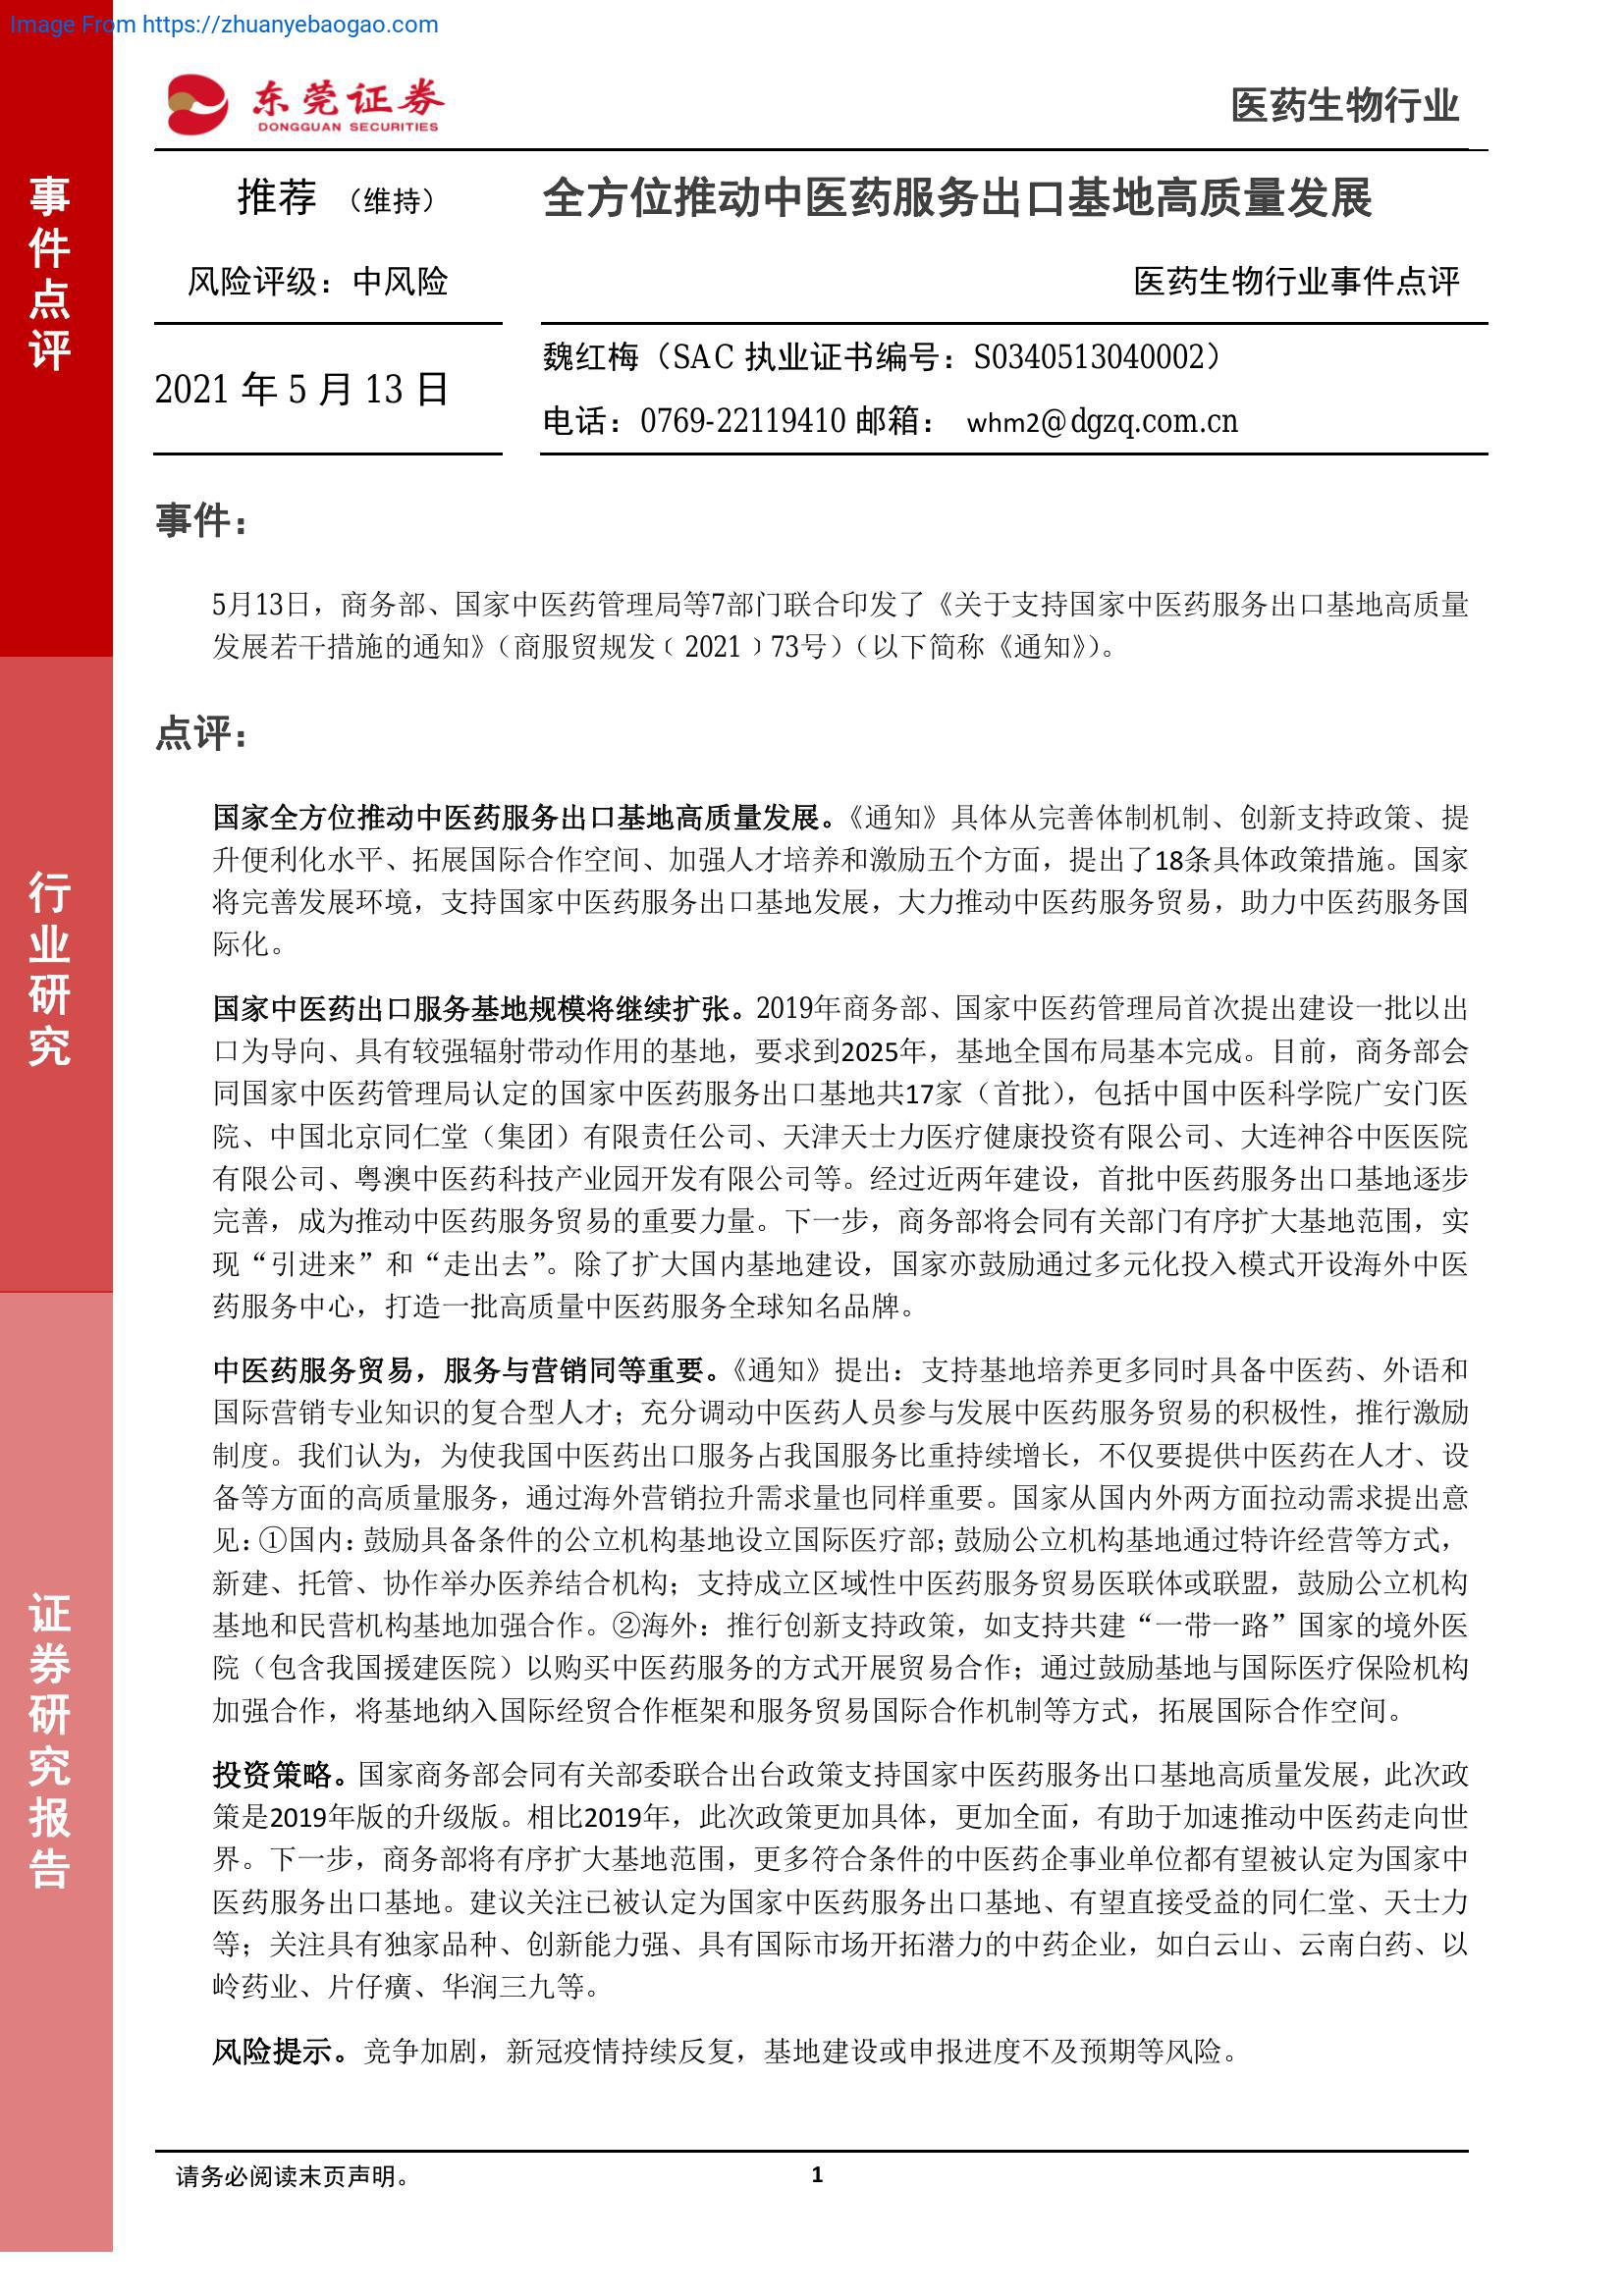 Image From https://zhuanyebaogao.com
东莞证券
DONGGUAN SECURITIES
医药生物行业
事件点评
行业研究
证券研究报告
推荐 （维持）
全方位推动中医药服务出口基地高质量发展
风险评级：中风险
医药生物行业事件点评
2021 年 5 月 13 日
魏红梅（SAC 执业证书编号：S0340513040002）
电话：0769-22119410 邮箱： whm2@dgzq.com.cn
事件：
5月13日，商务部、国家中医药管理局等7部门联合印发了《关于支持国家中医药服务出口基地高质量
发展若干措施的通知》（商服贸规发﹝2021﹞73号）（以下简称《通知》）。
点评：
国家全方位推动中医药服务出口基地高质量发展。《通知》具体从完善体制机制、创新支持政策、提
升便利化水平、拓展国际合作空间、加强人才培养和激励五个方面，提出了18条具体政策措施。国家
将完善发展环境，支持国家中医药服务出口基地发展，大力推动中医药服务贸易，助力中医药服务国
际化。
国家中医药出口服务基地规模将继续扩张。2019年商务部、国家中医药管理局首次提出建设一批以出
口为导向、具有较强辐射带动作用的基地，要求到2025年，基地全国布局基本完成。目前，商务部会
同国家中医药管理局认定的国家中医药服务出口基地共17家（首批），包括中国中医科学院广安门医
院、中国北京同仁堂（集团）有限责任公司、天津天士力医疗健康投资有限公司、大连神谷中医医院
有限公司、粤澳中医药科技产业园开发有限公司等。经过近两年建设，首批中医药服务出口基地逐步
完善，成为推动中医药服务贸易的重要力量。下一步，商务部将会同有关部门有序扩大基地范围，实
现“引进来”和“走出去”。除了扩大国内基地建设，国家亦鼓励通过多元化投入模式开设海外中医
药服务中心，打造一批高质量中医药服务全球知名品牌。
中医药服务贸易，服务与营销同等重要。《通知》提出：支持基地培养更多同时具备中医药、外语和
国际营销专业知识的复合型人才；充分调动中医药人员参与发展中医药服务贸易的积极性，推行激励
制度。我们认为，为使我国中医药出口服务占我国服务比重持续增长，不仅要提供中医药在人才、设
备等方面的高质量服务，通过海外营销拉升需求量也同样重要。国家从国内外两方面拉动需求提出意
见：①国内：鼓励具备条件的公立机构基地设立国际医疗部；鼓励公立机构基地通过特许经营等方式，
新建、托管、协作举办医养结合机构；支持成立区域性中医药服务贸易医联体或联盟，鼓励公立机构
基地和民营机构基地加强合作。②海外：推行创新支持政策，如支持共建“一带一路”国家的境外医
院（包含我国援建医院）以购买中医药服务的方式开展贸易合作；通过鼓励基地与国际医疗保险机构
加强合作，将基地纳入国际经贸合作框架和服务贸易国际合作机制等方式，拓展国际合作空间。
投资策略。国家商务部会同有关部委联合出台政策支持国家中医药服务出口基地高质量发展，此次政
策是2019年版的升级版。相比2019年，此次政策更加具体，更加全面，有助于加速推动中医药走向世
界。下一步，商务部将有序扩大基地范围，更多符合条件的中医药企事业单位都有望被认定为国家中
医药服务出口基地。建议关注已被认定为国家中医药服务出口基地、有望直接受益的同仁堂、天士力
等；关注具有独家品种、创新能力强、具有国际市场开拓潜力的中药企业，如白云山、云南白药、以
岭药业、片仔癀、华润三九等。
风险提示。竞争加剧，新冠疫情持续反复，基地建设或申报进度不及预期等风险。
请务必阅读末页声明。
1